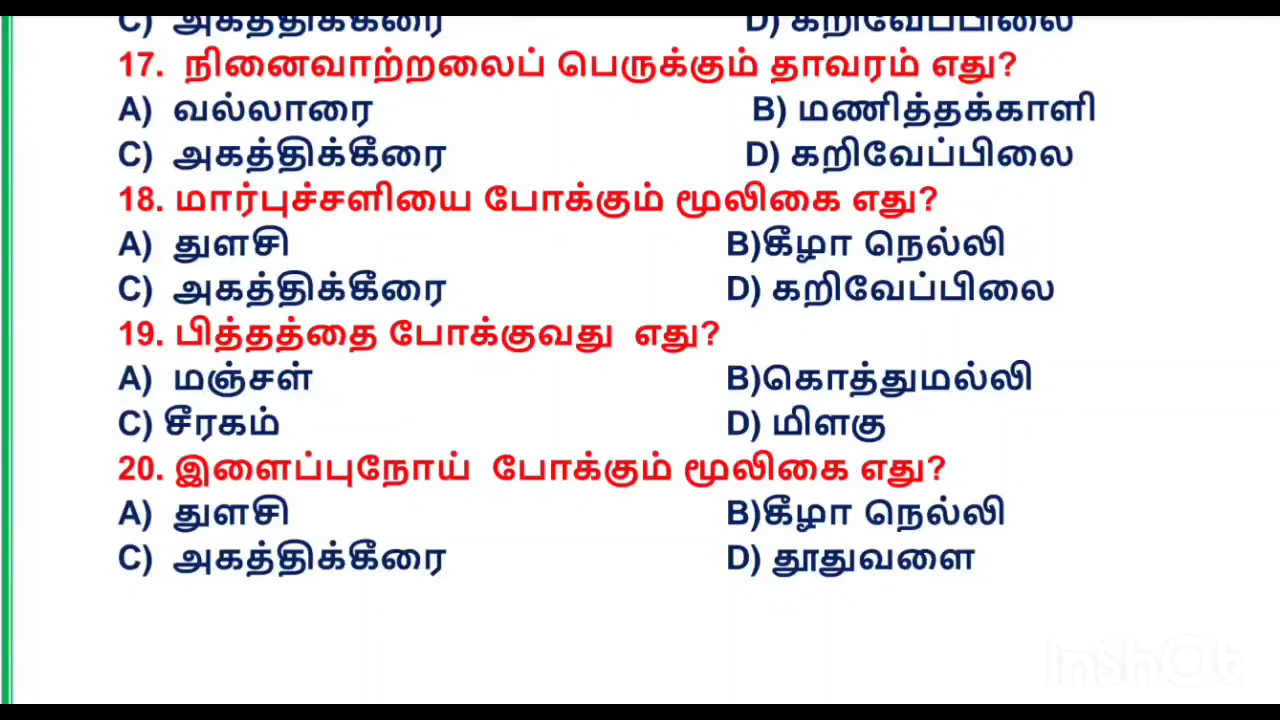 C) அகத்திக்கீரை D) கறிவேப்பிலை
17. நினைவாற்றலைப் பெருக்கும் தாவரம் எது?
A) வல்லாரை B) மணித்தக்காளி
C) அகத்திக்கீரை D) கறிவேப்பிலை
18. மார்புச்சளியை போக்கும் மூலிகை எது?
A) துளசி B)கீழா நெல்லி
C) அகத்திக்கீரை D) கறிவேப்பிலை
19. பித்தத்தை போக்குவது எது?
A) மஞ்சள் B)கொத்துமல்லி
C) சீரகம் D) மிளகு
20. இளைப்புநோய் போக்கும் மூலிகை எது?
A) துளசி B)கீழா நெல்லி
C) அகத்திக்கீரை D) தூதுவளை
InShOt